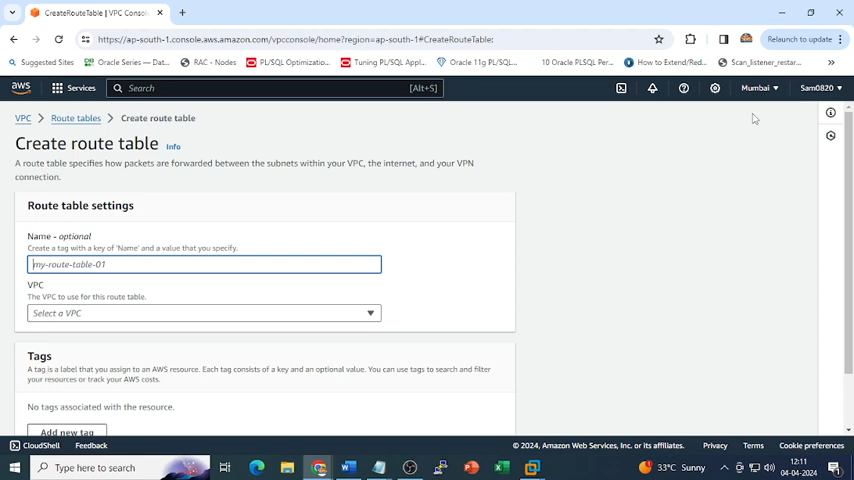 CreateRouteTable | VPC Console
https://ap-south-1.console.aws.amazon.com/vpcconsole/home?region=ap-south-1#CreateRouteTable:
Relaunch to update
Suggested Sites
Oracle Series — Dat...
RAC - Nodes
PL/SQL Optimizatio...
Tuning PL/SQL Appl...
Oracle 11g PL/SQL...
10 Oracle PLSQL Per...
How to Extend/Red...
Scan_listener_restar...
aws
Services
Search
[Alt+S]
Mumbai
Sam0820
VPC
Route tables
Create route table
Create route table
Info
A route table specifies how packets are forwarded between the subnets within your VPC, the internet, and your VPN
connection.
Route table settings
Name - optional
Create a tag with a key of 'Name' and a value that you specify.
my-route-table-01
VPC
The VPC to use for this route table.
Select a VPC
Tags
A tag is a label that you assign to an AWS resource. Each tag consists of a key and an optional value. You can use tags to search and filter
your resources or track your AWS costs.
No tags associated with the resource.
Add new tag
CloudShell
Feedback
© 2024, Amazon Web Services, Inc. or its affiliates.
Privacy
Terms
Cookie preferences
Type here to search
33°C Sunny
12:11
04-04-2024